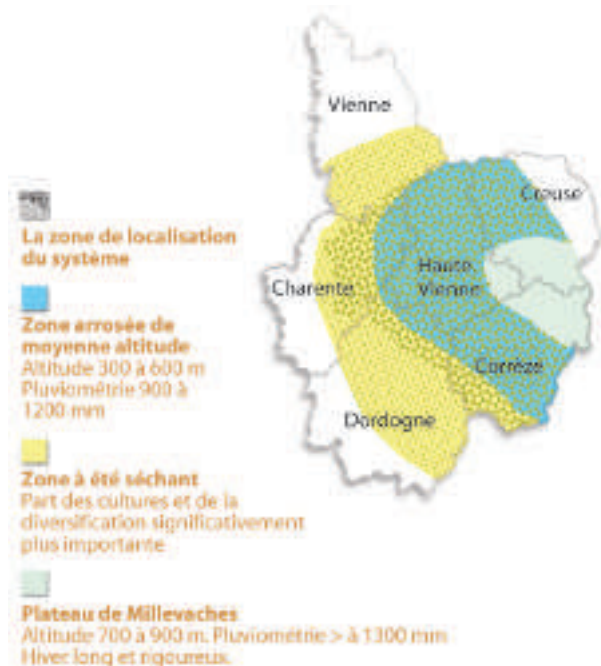 Vienne
Creuse
Haute
Vienne
Charente
Corrèze
Dordogne
La zone de localisation
du système
Zone arrosée de
moyenne altitude
Altitude 300 à 600 m
Pluviométrie 900 à
1200 mm
Zone à été séchant
Part des cultures et de la
diversification significativement
plus importante
Plateau de Millevaches
Altitude 700 à 900 m. Pluviométrie > à 1300 mm
Hiver long et rigoureux.